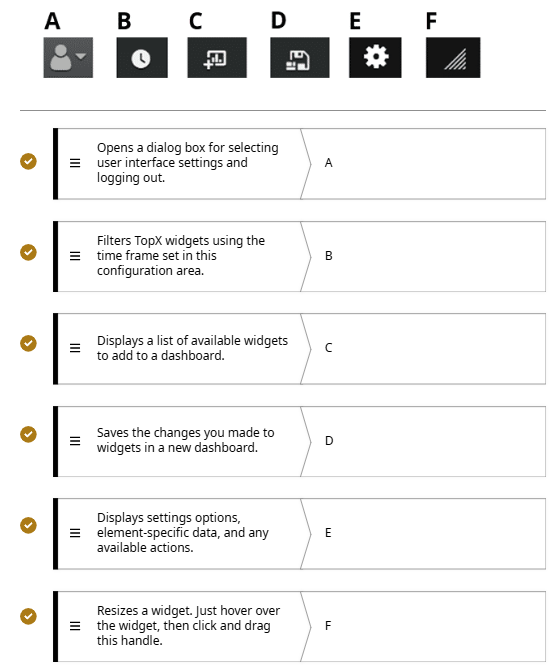 A B C D E F
Opens a dialog box for selecting
user interface settings and
logging out.
A
Filters TopX widgets using the
time frame set in this
configuration area.
B
Displays a list of available widgets
to add to a dashboard.
C
Saves the changes you made to
widgets in a new dashboard.
D
Displays settings options,
element-specific data, and any
available actions.
E
Resizes a widget. Just hover over
the widget, then click and drag
this handle.
F